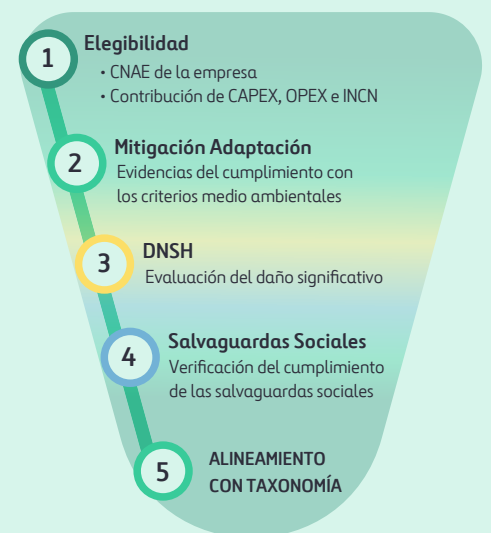 1
Elegibilidad
• CNAE de la empresa
• Contribución de CAPEX, OPEX e INCN
2
Mitigación Adaptación
Evidencias del cumplimiento con
los criterios medio ambientales
3
DNSH
Evaluación del daño significativo
4
Salvaguardas Sociales
Verificación del cumplimiento
de las salvaguardas sociales
5
ALINEAMIENTO
CON TAXONOMÍA